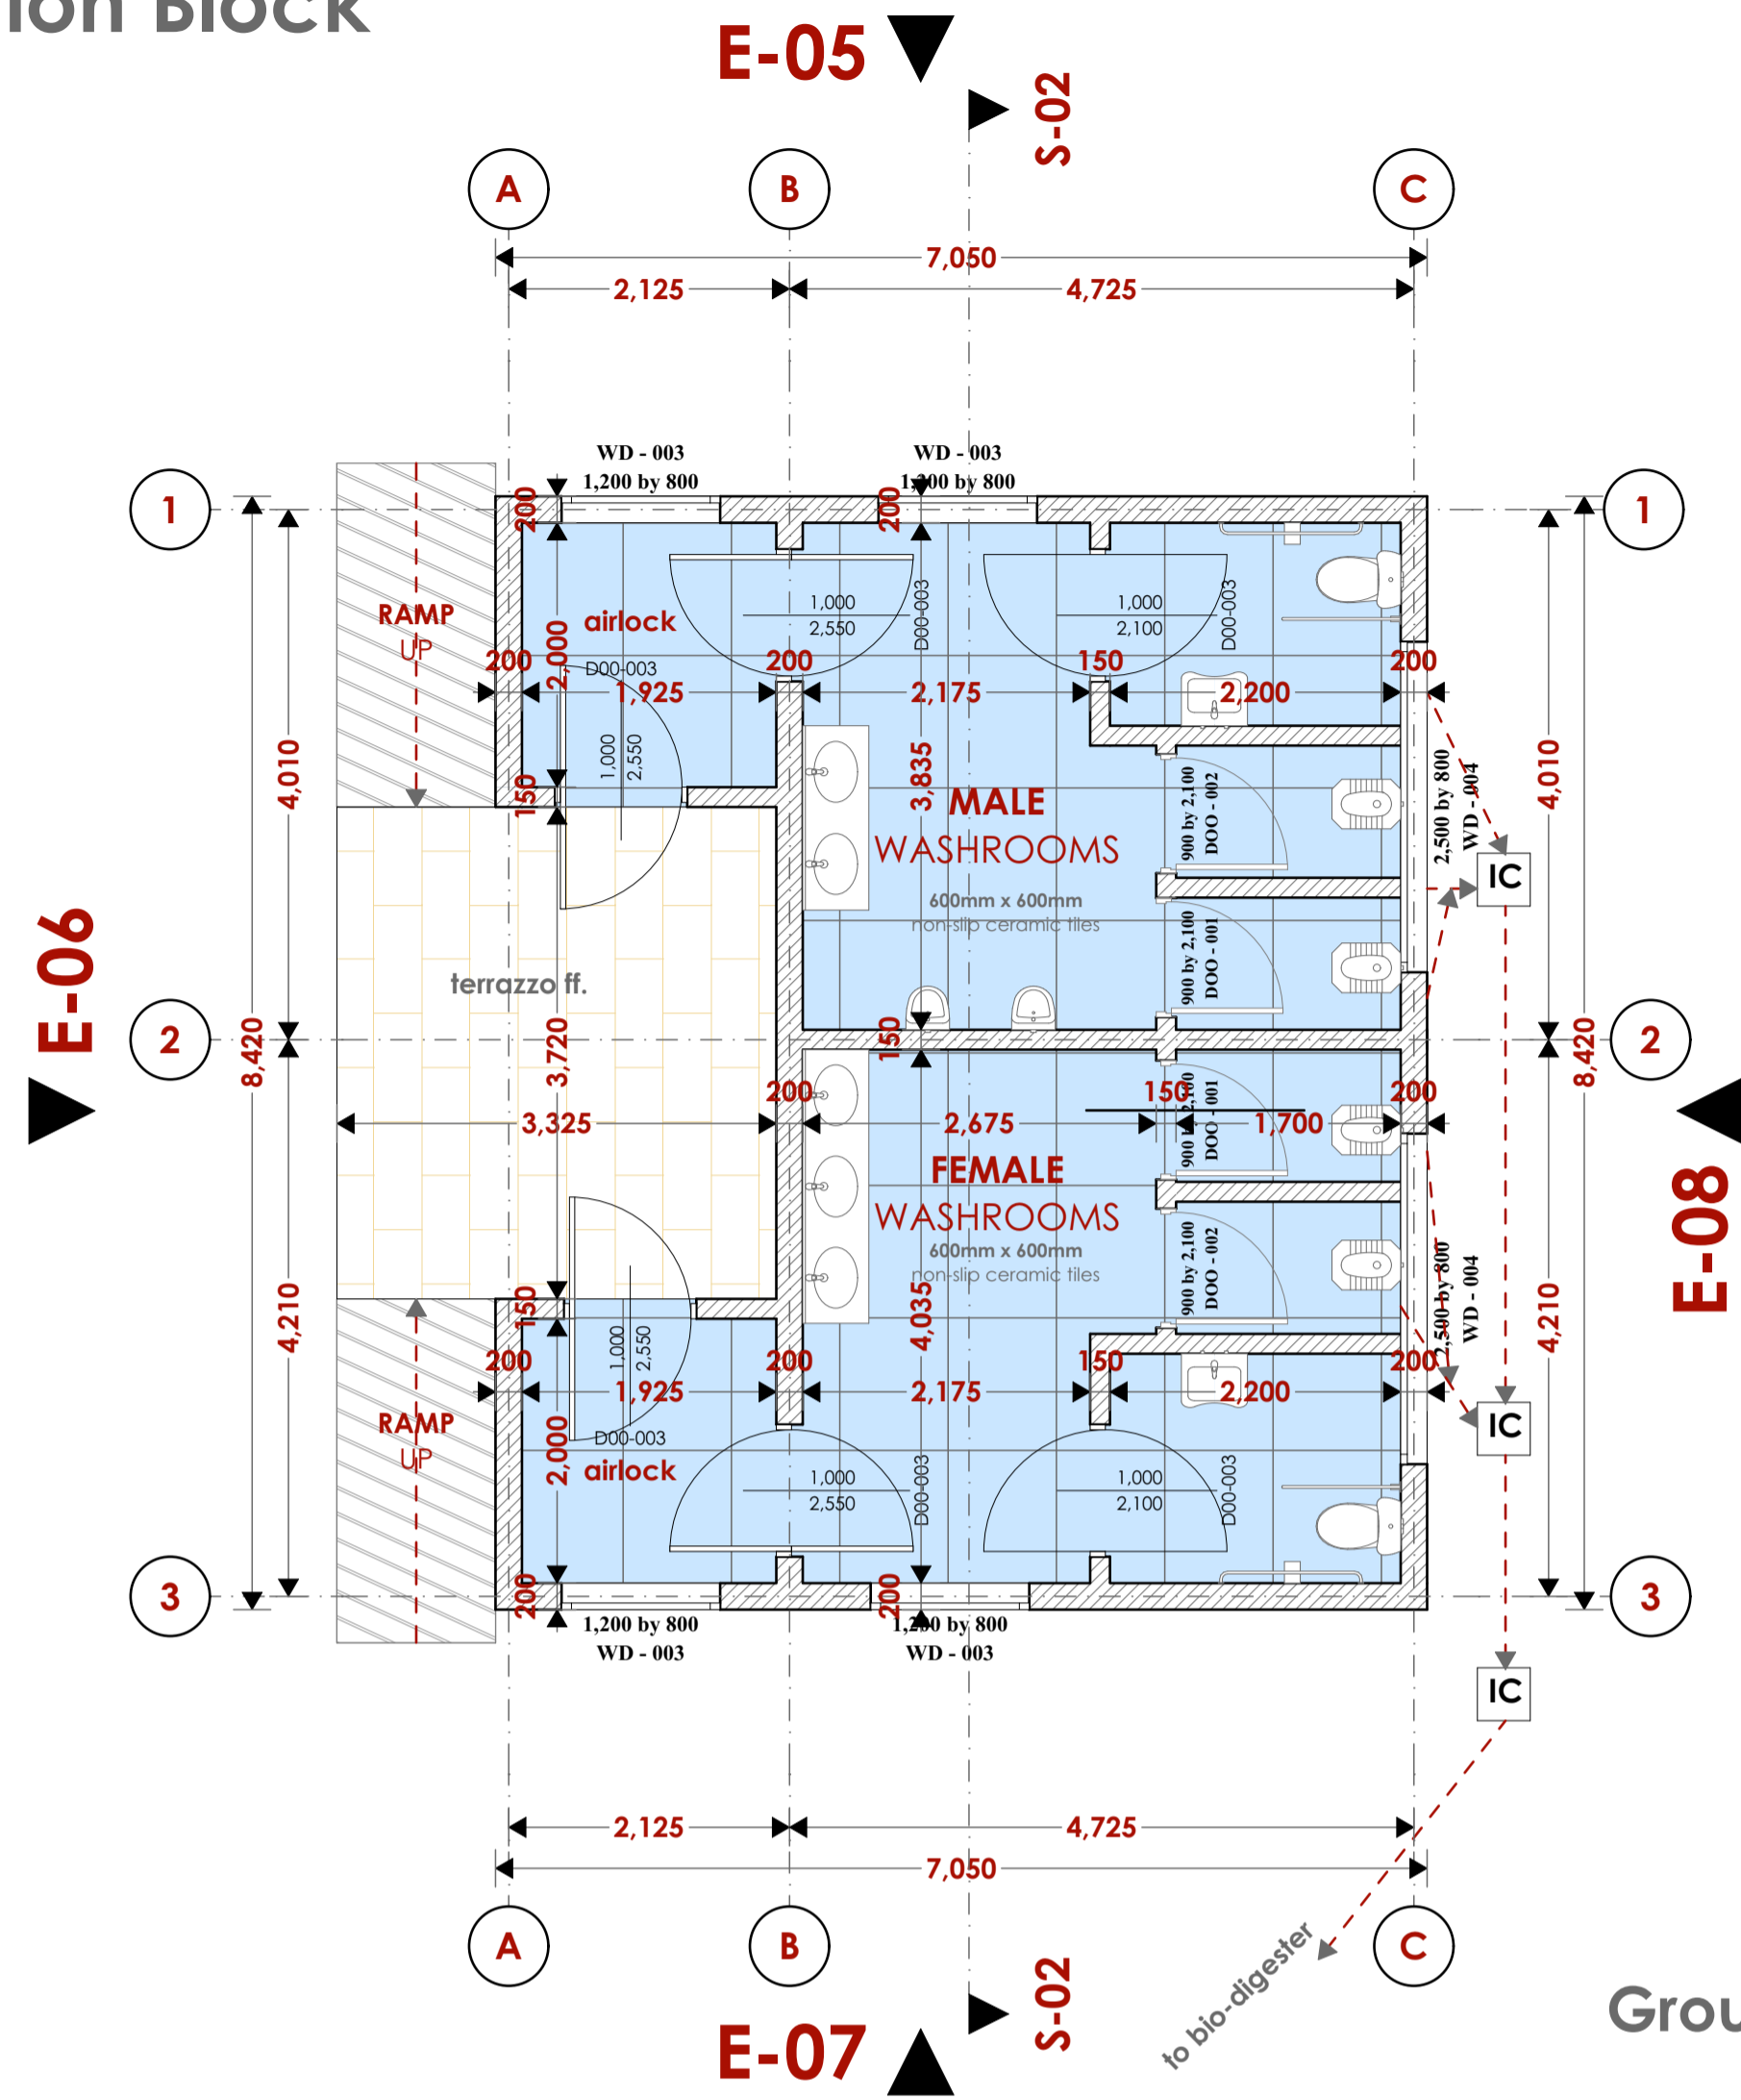 ion Block
E-05
S-02
A
B
C
7,050
2,125
4,725
WD - 003
1,200 by 800
WD - 003
1,200 by 800
1
1
200
200
RAMP
UP
airlock
D00-003
2,000
1,000
2,550
D00-003
1,000
2,100
D00-003
200
1,925
200
2,175
150
2,200
200
1,000
2,550
150
4,010
3,835
MALE
WASHROOMS
600mm x 600mm
non-slip ceramic tiles
900 by 2,100
DOO - 002
900 by 2,100
DOO - 001
2,500 by 800
WD - 004
4,010
IC
E-06
terrazzo ff.
2
2
8,420
3,720
150
8,420
3,325
200
2,675
150
1,700
200
900 by 2,100
DOO - 001
FEMALE
WASHROOMS
600mm x 600mm
non-slip ceramic tiles
900 by 2,100
DOO - 002
2,500 by 800
WD - 004
E-08
4,210
150
4,035
4,210
1,000
2,550
200
1,925
200
2,175
150
2,200
200
IC
RAMP
UP
D00-003
airlock
2,000
1,000
2,550
D00-003
1,000
2,100
D00-003
3
3
200
200
1,200 by 800
WD - 003
1,200 by 800
WD - 003
IC
2,125
4,725
7,050
A
B
C
to bio-digester
S-02
E-07
Grou